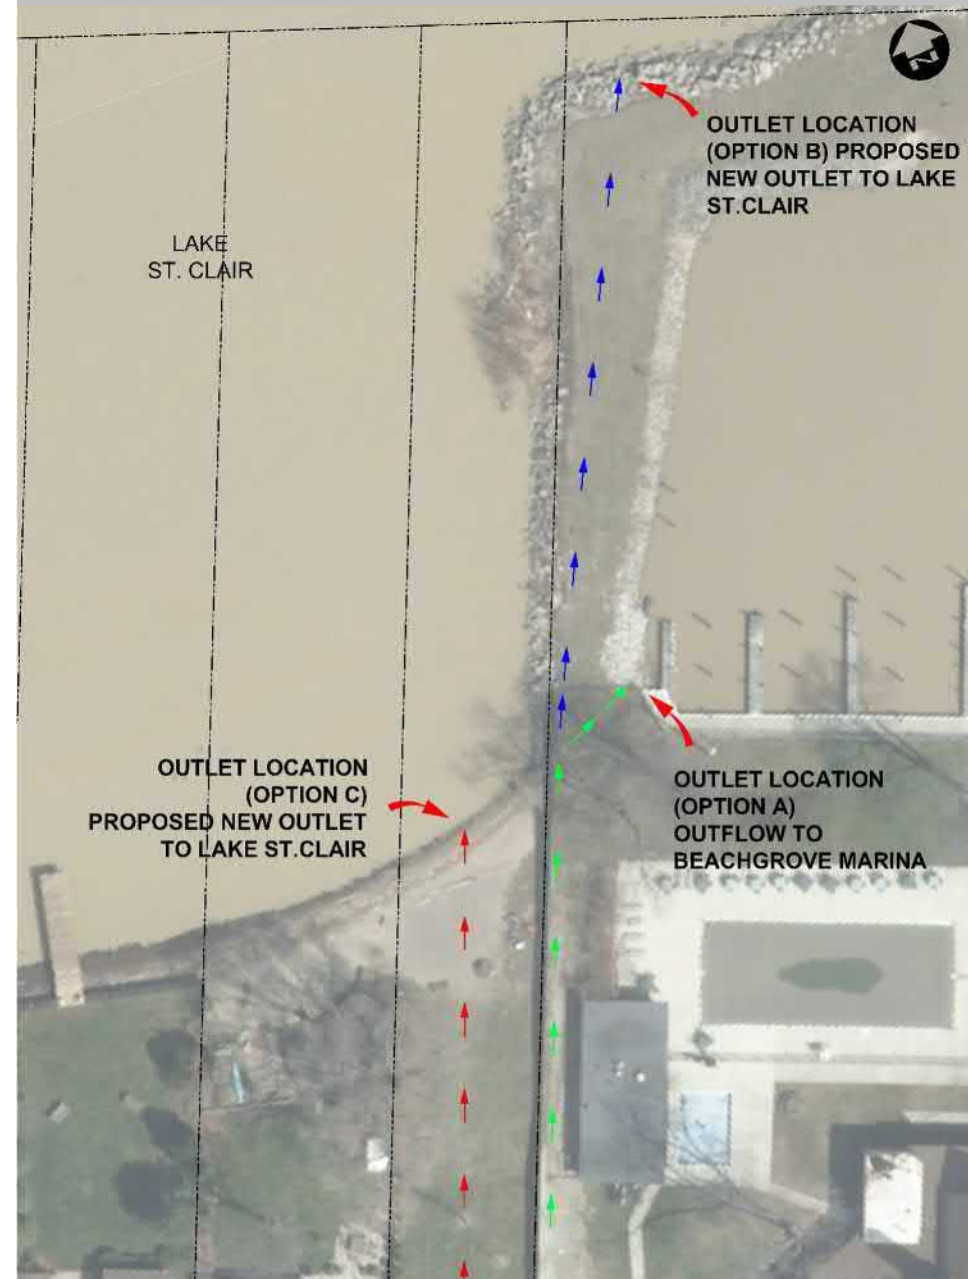 N
OUTLET LOCATION
(OPTION B) PROPOSED
NEW OUTLET TO LAKE
ST.CLAIR
LAKE
ST. CLAIR
OUTLET LOCATION
(OPTION C)
PROPOSED NEW OUTLET
TO LAKE ST.CLAIR
OUTLET LOCATION
(OPTION A)
OUTFLOW TO
BEACHGROVE MARINA